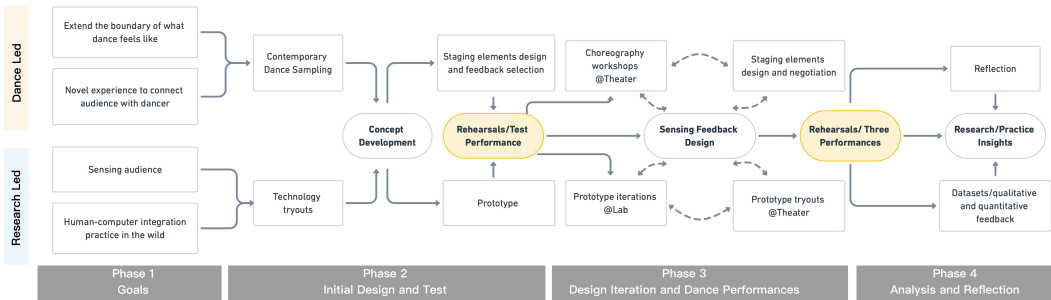 Dance Led
Extend the boundary of what
dance feels like
Novel experience to connect
audience with dancer
Contemporary
Dance Sampling
Staging elements design
and feedback selection
Choreography
workshops
@Theater
Staging elements
design and negotiation
Reflection
Concept
Development
Rehearsals/Test
Performance
Sensing Feedback
Design
Rehearsals/ Three
Performances
Research/Practice
Insights
Research Led
Sensing audience
Human-computer integration
practice in the wild
Technology
tryouts
Prototype
Prototype iterations
@Lab
Prototype tryouts
@Theater
Datasets/qualitative
and quantitative
feedback
Phase 1
Goals
Phase 2
Initial Design and Test
Phase 3
Design Iteration and Dance Performances
Phase 4
Analysis and Reflection